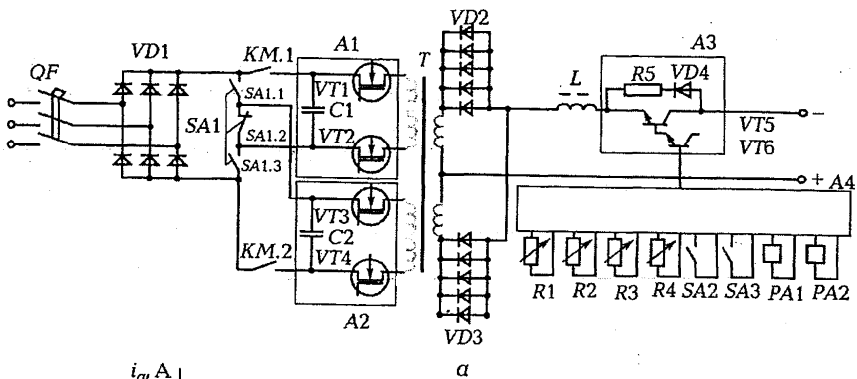 VD2
A1
A3
VD1
KM.1
T
R5
VD4
QF
L
VT1
C1
SA1.1
–
SA1
SA1.2
VT2
VT5
VT6
SA1.3
+
A4
VT3
C2
VT4
KM.2
R1
R2
R3
R4
SA2
SA3
PA1
PA2
A2
VD3
а
А